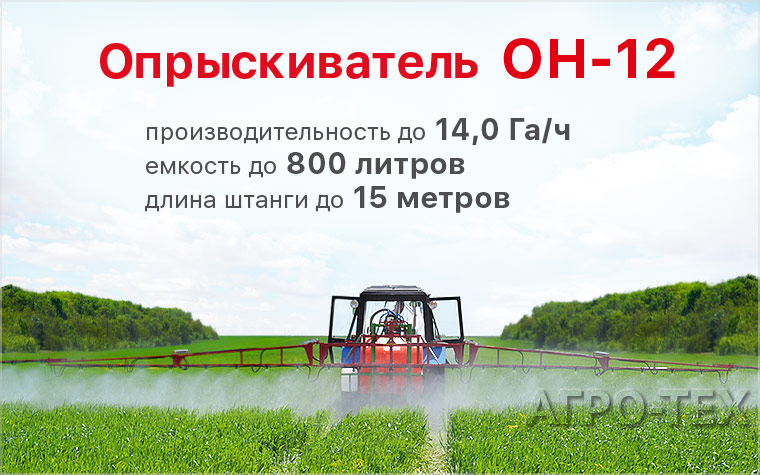 Опрыскиватель ОН-12
производительность до 14,0 Га/ч
емкость до 800 литров
длина штанги до 15 метров
АГРО-ТЕХ